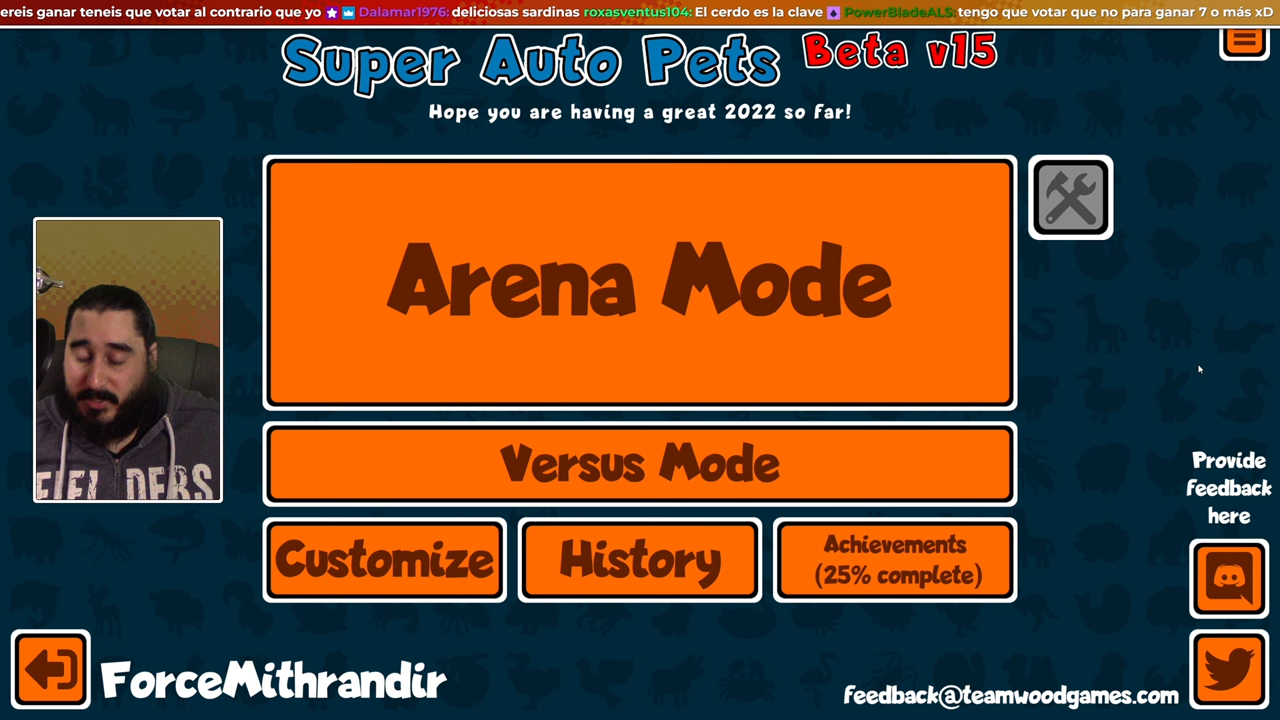 ereis ganar teneis que votar al contrario que yo Dalamar1976: deliciosas sardinas roxasventus104: El cerdo es la clave PowerBladeALS: tengo que votar que no para ganar 7 o más xD
Super Auto Pets Beta v15
Hope you are having a great 2022 so far!
Arena Mode
Versus Mode
Customize
History
Achievements
(25% complete)
Provide
feedback
here
ForceMithrandir
feedback@teamwoodgames.com